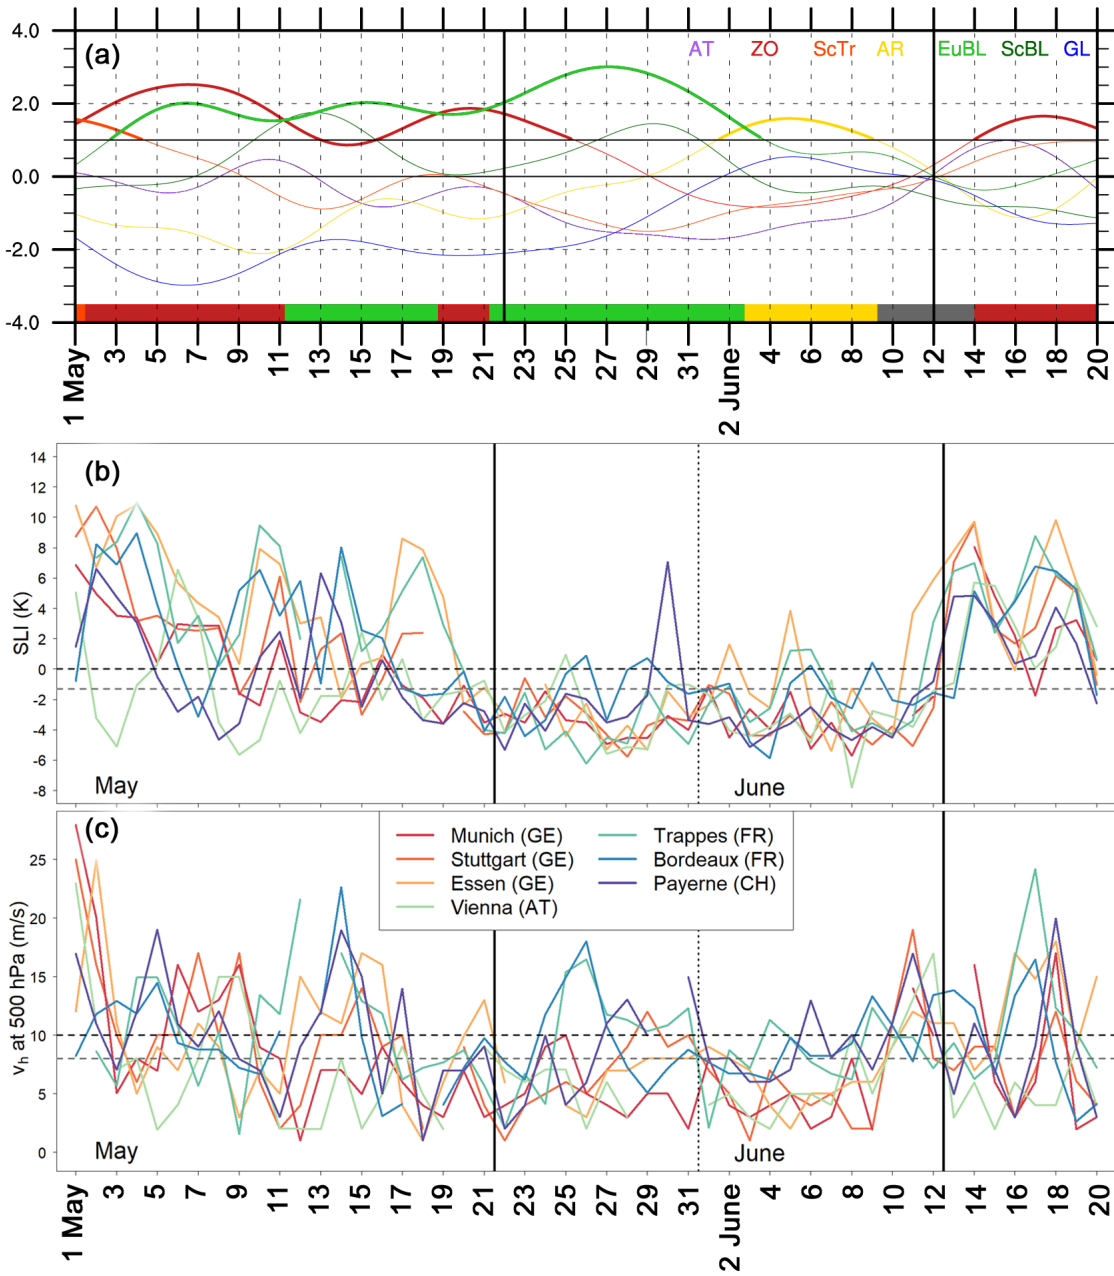 (a)
AT ZO ScTr AR EuBL ScBL GL
4.0
2.0
1
0.0
-2.0
-4.0
1 May 3 5 7 9 11 13 15 17 19 21 23 25 27 29 31 2 June 4 6 8 10 12 14 16 18 20
(b)
SLI (K)
14
12
10
8
6
4
2
0
-2
-4
-6
-8
May June
(c)
Munich (GE) Trappes (FR)
Stuttgart (GE) Bordeaux (FR)
Essen (GE) Payerne (CH)
Vienna (AT)
vh at 500 hPa (m/s)
25
20
15
10
5
0
May June
1 May 3 5 7 9 11 13 15 17 19 21 23 25 27 29 31 2 June 4 6 8 10 12 14 16 18 20